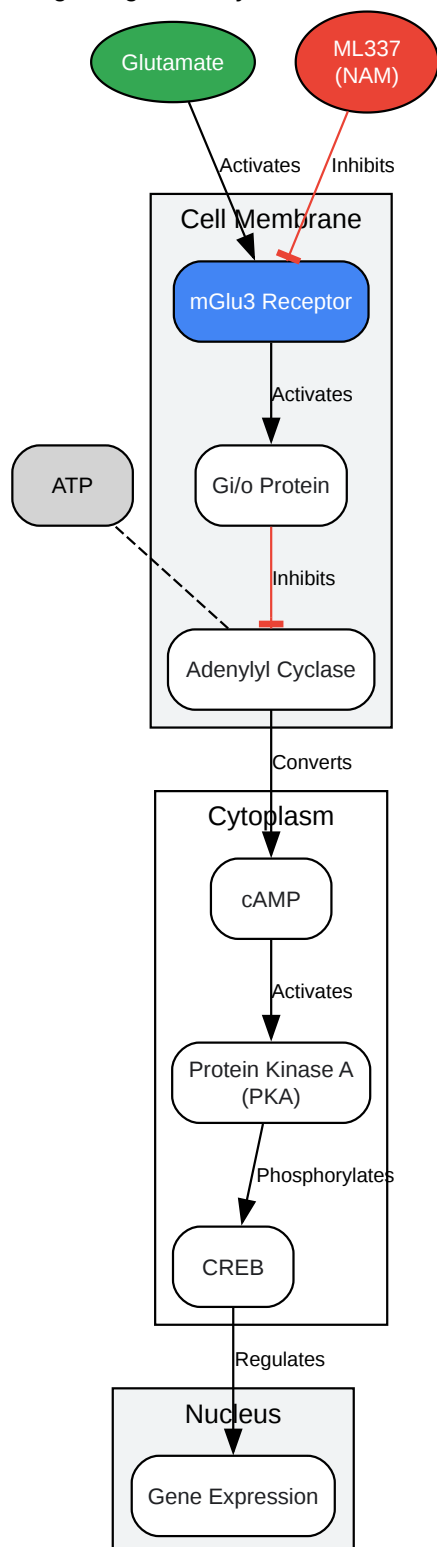 Glutamate
ML337
(NAM)
Activates
Inhibits
Cell Membrane
mGlu3 Receptor
Activates
ATP
Gi/o Protein
Inhibits
Adenylyl Cyclase
Converts
Cytoplasm
cAMP
Activates
Protein Kinase A
(PKA)
Phosphorylates
CREB
Regulates
Nucleus
Gene Expression